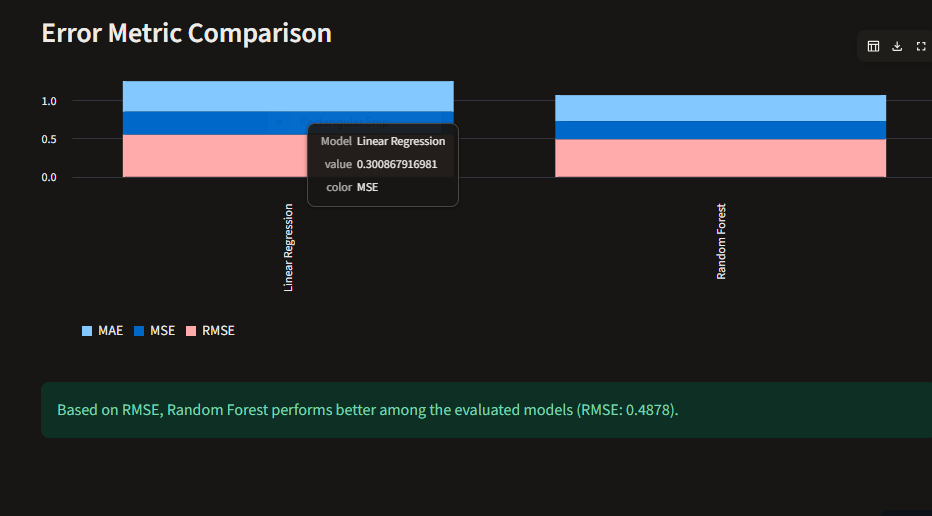 Error Metric Comparison
1.0
0.5
0.0
Model Linear Regression
value 0.300867916981
color MSE
Linear Regression
Random Forest
MAE MSE RMSE
Based on RMSE, Random Forest performs better among the evaluated models (RMSE: 0.4878).